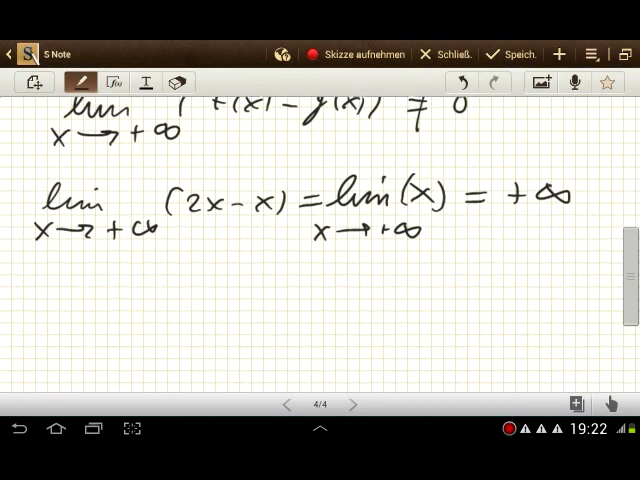 S Note
Skizze aufnehmen
Schließ.
Speich.
lim (f(x) - g(x)) ≠ 0
x → +∞
lim (2x - x) = lim (x) = +∞
x → +∞ x → +∞
4/4
19:22